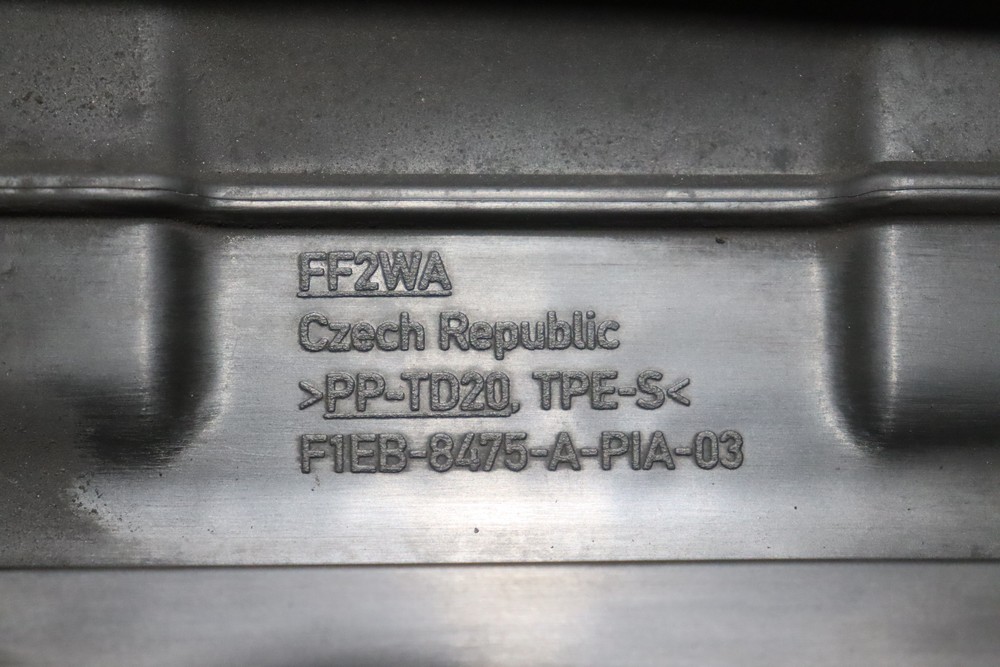 FF2WA
Czech Republic
>PP-TD20, TPE-S<
F1EB-8475-A-PIA-03